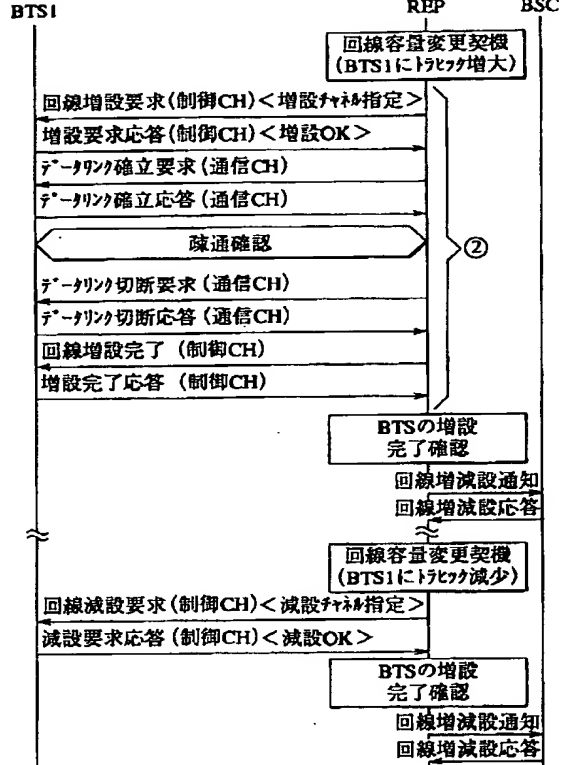 BTS1 REP BSC
回線容量変更契機
(BTS1にトラヒック増大)
回線増設要求(制御CH)<増設チャネル指定>
増設要求応答(制御CH)<増設OK>
データリンク確立要求(通信CH)
データリンク確立応答(通信CH)
疎通確認
②
データリンク切断要求(通信CH)
データリンク切断応答(通信CH)
回線増設完了(制御CH)
増設完了応答(制御CH)
BTSの増設
完了確認
回線増減設通知
回線増減設応答
回線容量変更契機
(BTS1にトラヒック減少)
回線減設要求(制御CH)<減設チャネル指定>
減設要求応答(制御CH)<減設OK>
BTSの増設
完了確認
回線増減設通知
回線増減設応答